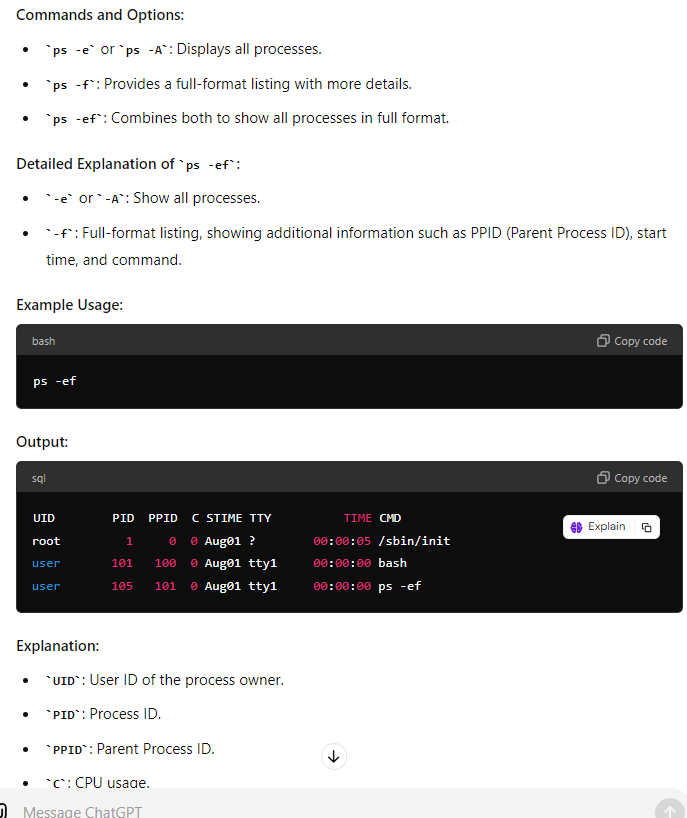 Commands and Options:
• `ps -e` or `ps -A`: Displays all processes.
• `ps -f`: Provides a full-format listing with more details.
• `ps -ef`: Combines both to show all processes in full format.
Detailed Explanation of `ps -ef`:
• `-e` or `-A`: Show all processes.
• `-f`: Full-format listing, showing additional information such as PPID (Parent Process ID), start
time, and command.
Example Usage:
bash Copy code
ps -ef
Output:
sql Copy code
UID PID PPID C STIME TTY TIME CMD
Explain
root 1 0 0 Aug01 ? 00:00:05 /sbin/init
user 101 100 0 Aug01 tty1 00:00:00 bash
user 105 101 0 Aug01 tty1 00:00:00 ps -ef
Explanation:
• `UID`: User ID of the process owner.
• `PID`: Process ID.
• `PPID`: Parent Process ID.
• `C`: CPU usage.
Message ChatGPT